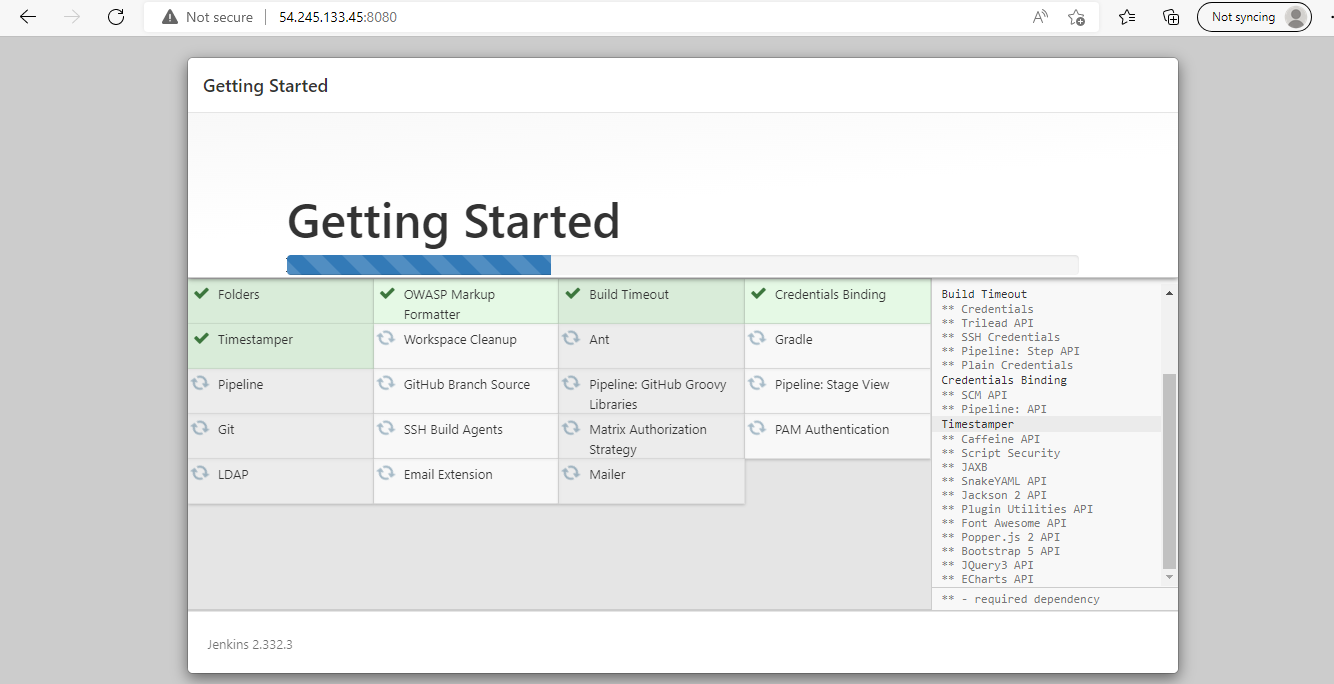 Not secure
54.245.133.45:8080
Not syncing
Getting Started
Getting Started
Folders
OWASP Markup
Formatter
Build Timeout
Credentials Binding
Timestamper
Workspace Cleanup
Ant
Gradle
Pipeline
GitHub Branch Source
Pipeline: GitHub Groovy
Libraries
Pipeline: Stage View
Git
SSH Build Agents
Matrix Authorization
Strategy
PAM Authentication
LDAP
Email Extension
Mailer
Build Timeout
** Credentials
** Trilead API
** SSH Credentials
** Pipeline: Step API
** Plain Credentials
Credentials Binding
** SCM API
** Pipeline: API
Timestamper
** Caffeine API
** Script Security
** JAXB
** SnakeYAML API
** Jackson 2 API
** Plugin Utilities API
** Font Awesome API
** Popper.js 2 API
** Bootstrap 5 API
** JQuery3 API
** ECharts API
** - required dependency
Jenkins 2.332.3